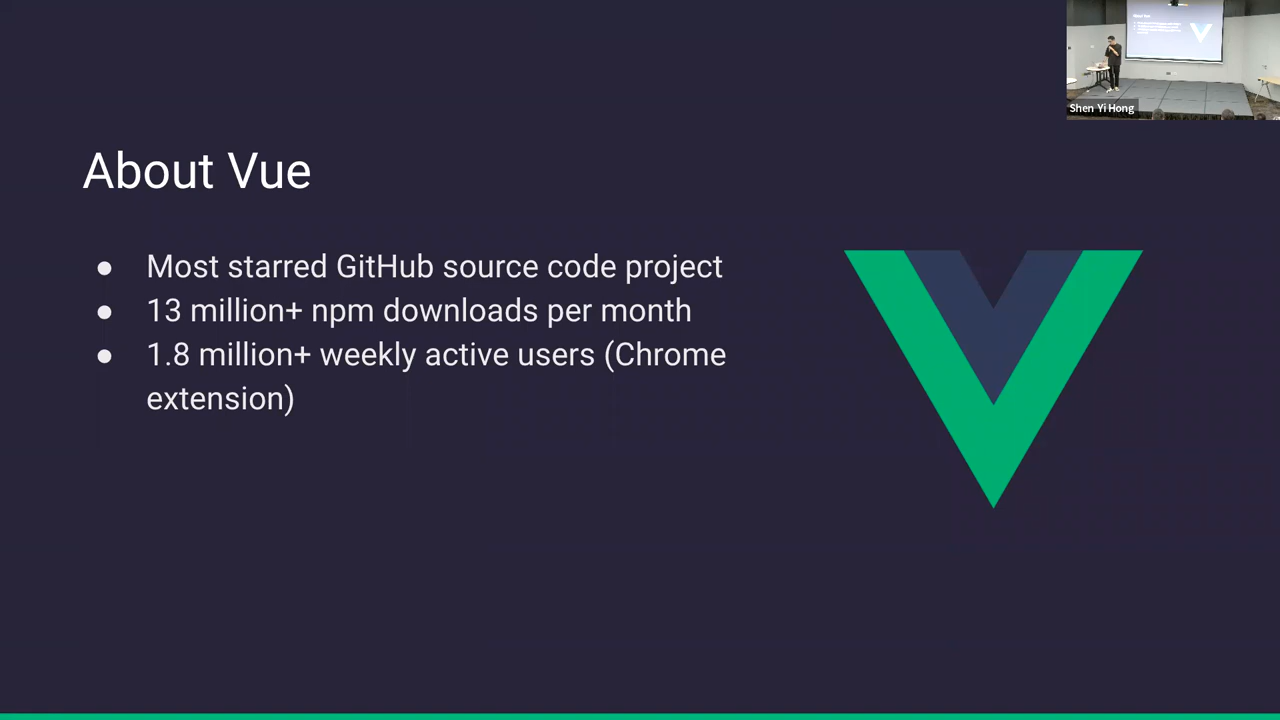 Shen Yi Hong
About Vue
● Most starred GitHub source code project
● 13 million+ npm downloads per month
● 1.8 million+ weekly active users (Chrome
extension)